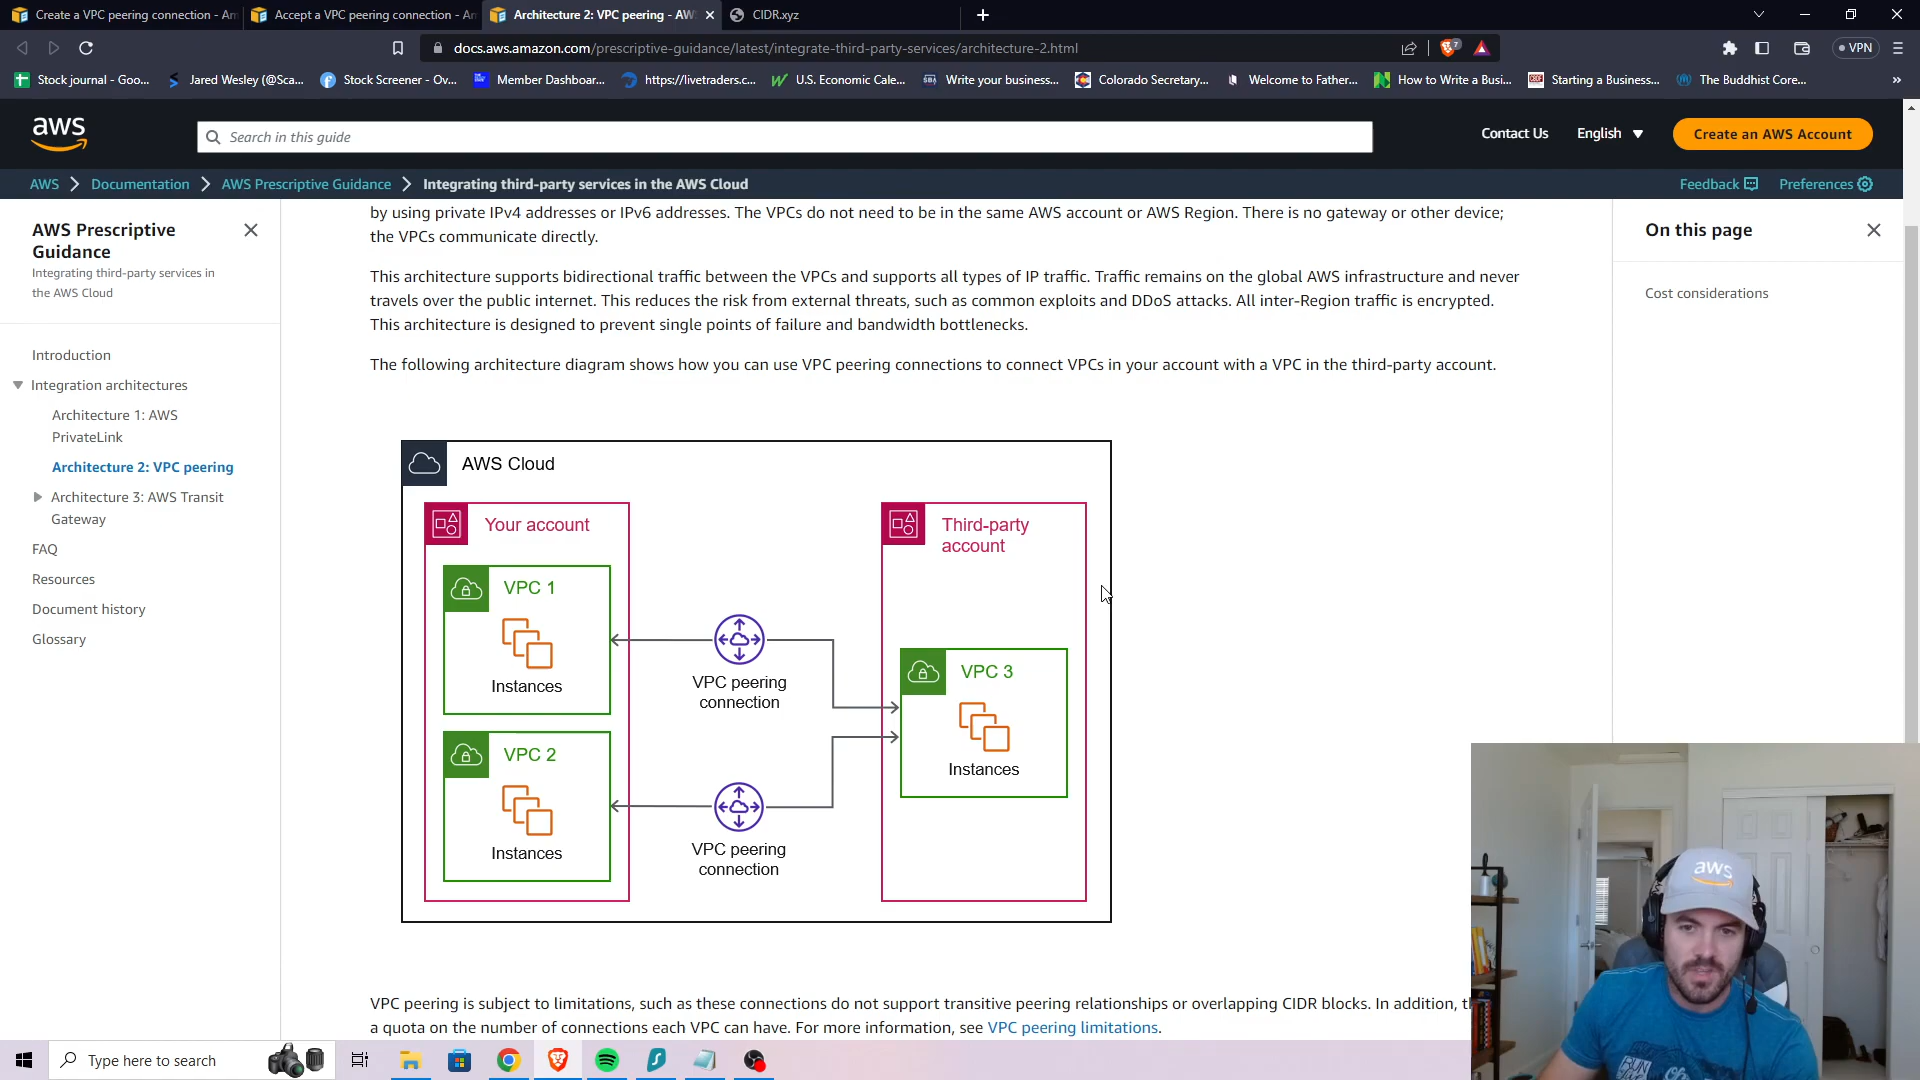 Create a VPC peering connection - Am
Accept a VPC peering connection - Am
Architecture 2: VPC peering - AWS
CIDR.xyz
docs.aws.amazon.com/prescriptive-guidance/latest/integrate-third-party-services/architecture-2.html
7
VPN
Stock journal - Goo...
Jared Wesley (@Sca...
Stock Screener - Ov...
Member Dashboar...
https://livetraders.c...
U.S. Economic Cale...
Write your business...
Colorado Secretary...
Welcome to Father...
How to Write a Busi...
Starting a Business...
The Buddhist Core...
aws
Search in this guide
Contact Us
English
Create an AWS Account
AWS
Documentation
AWS Prescriptive Guidance
Integrating third-party services in the AWS Cloud
Feedback
Preferences
AWS Prescriptive
Guidance
Integrating third-party services in
the AWS Cloud
Introduction
Integration architectures
Architecture 1: AWS
PrivateLink
Architecture 2: VPC peering
Architecture 3: AWS Transit
Gateway
FAQ
Resources
Document history
Glossary
by using private IPv4 addresses or IPv6 addresses. The VPCs do not need to be in the same AWS account or AWS Region. There is no gateway or other device;
the VPCs communicate directly.
This architecture supports bidirectional traffic between the VPCs and supports all types of IP traffic. Traffic remains on the global AWS infrastructure and never
travels over the public internet. This reduces the risk from external threats, such as common exploits and DDoS attacks. All inter-Region traffic is encrypted.
This architecture is designed to prevent single points of failure and bandwidth bottlenecks.
The following architecture diagram shows how you can use VPC peering connections to connect VPCs in your account with a VPC in the third-party account.
AWS Cloud
Your account
VPC 1
Instances
VPC 2
Instances
VPC peering
connection
VPC peering
connection
Third-party
account
VPC 3
Instances
VPC peering is subject to limitations, such as these connections do not support transitive peering relationships or overlapping CIDR blocks. In addition,
a quota on the number of connections each VPC can have. For more information, see VPC peering limitations.
On this page
Cost considerations
aws
Type here to search